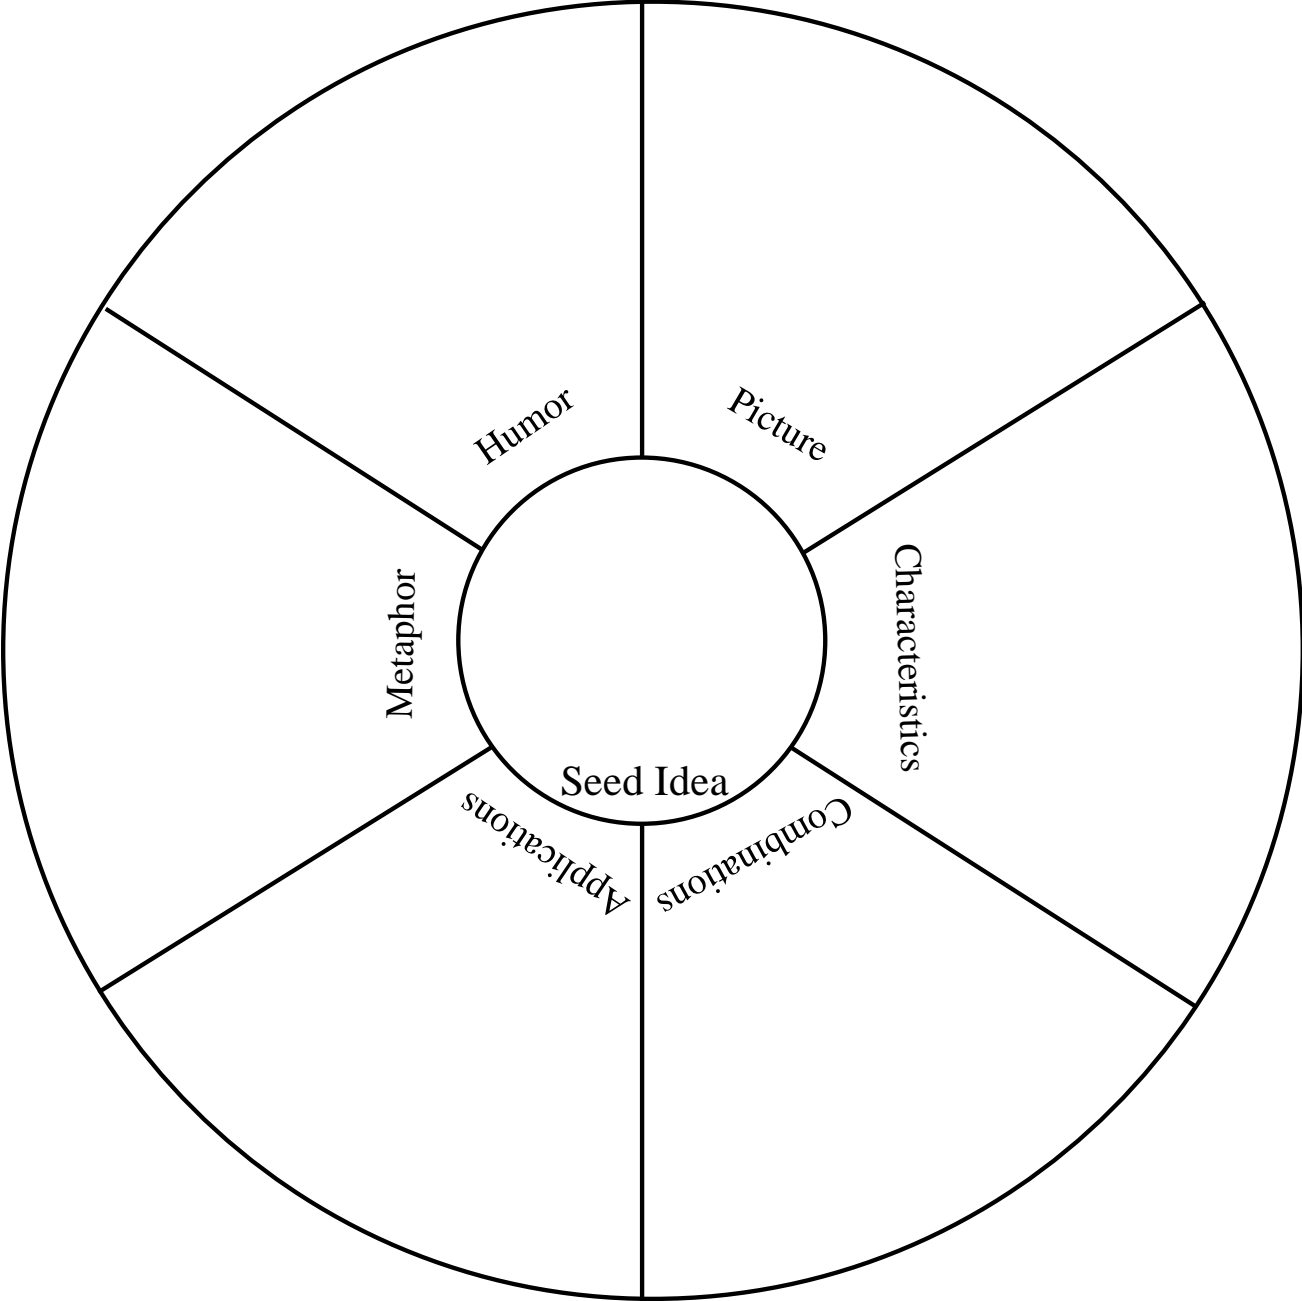 Humor
Picture
Metaphor
Characteristics
Seed Idea
Applications
Combinations